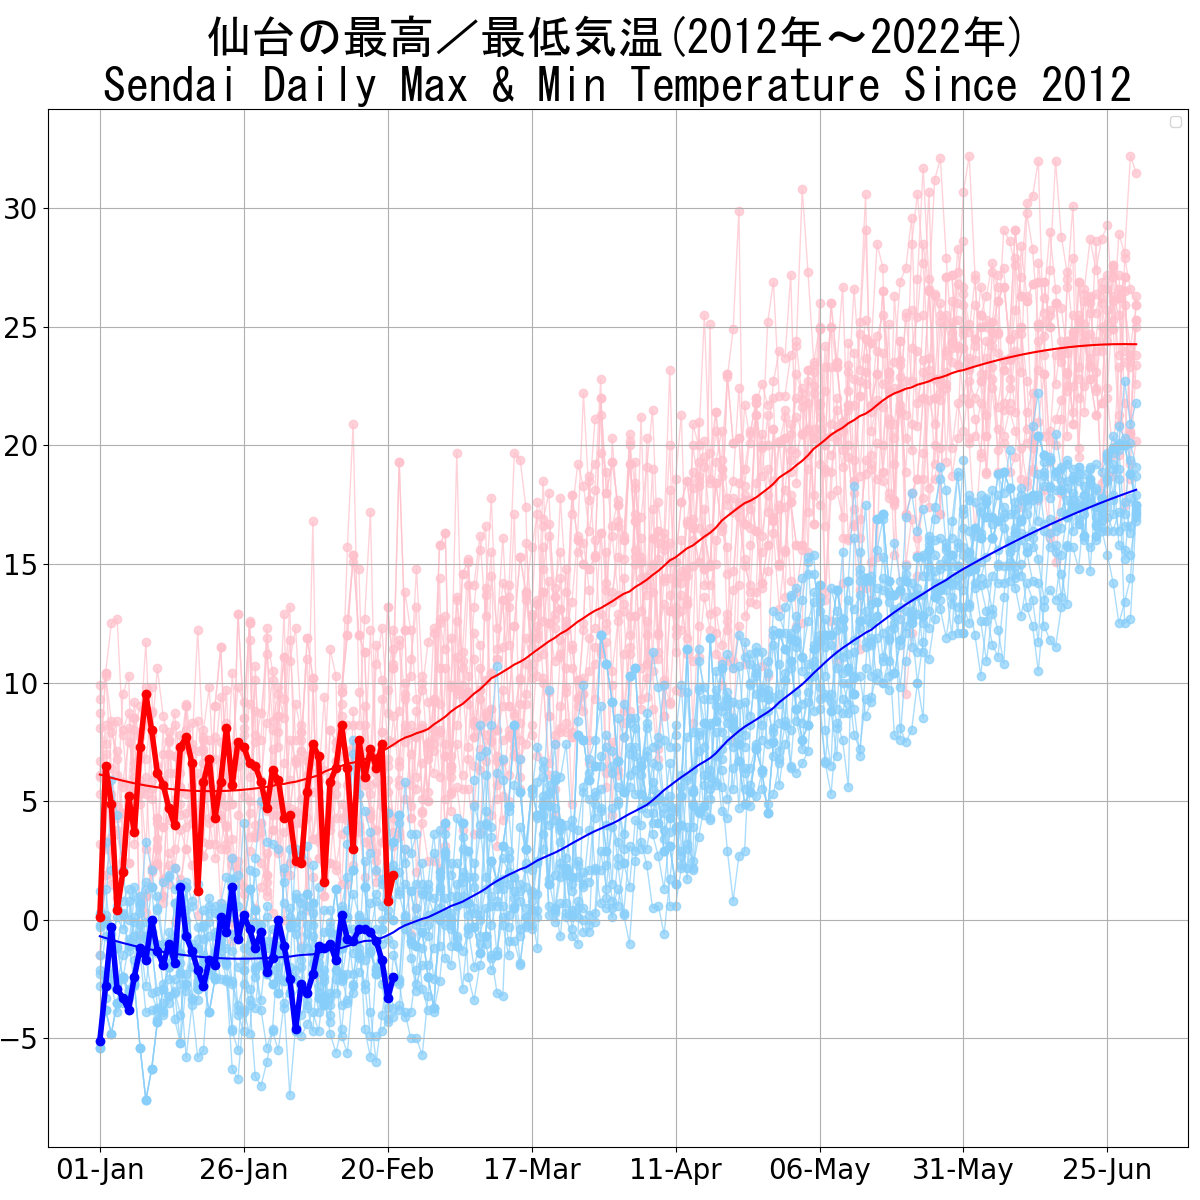 仙台の最高／最低気温(2012年〜2022年)
Sendai Daily Max & Min Temperature Since 2012
30
25
20
15
10
5
0
−5
01-Jan 26-Jan 20-Feb 17-Mar 11-Apr 06-May 31-May 25-Jun